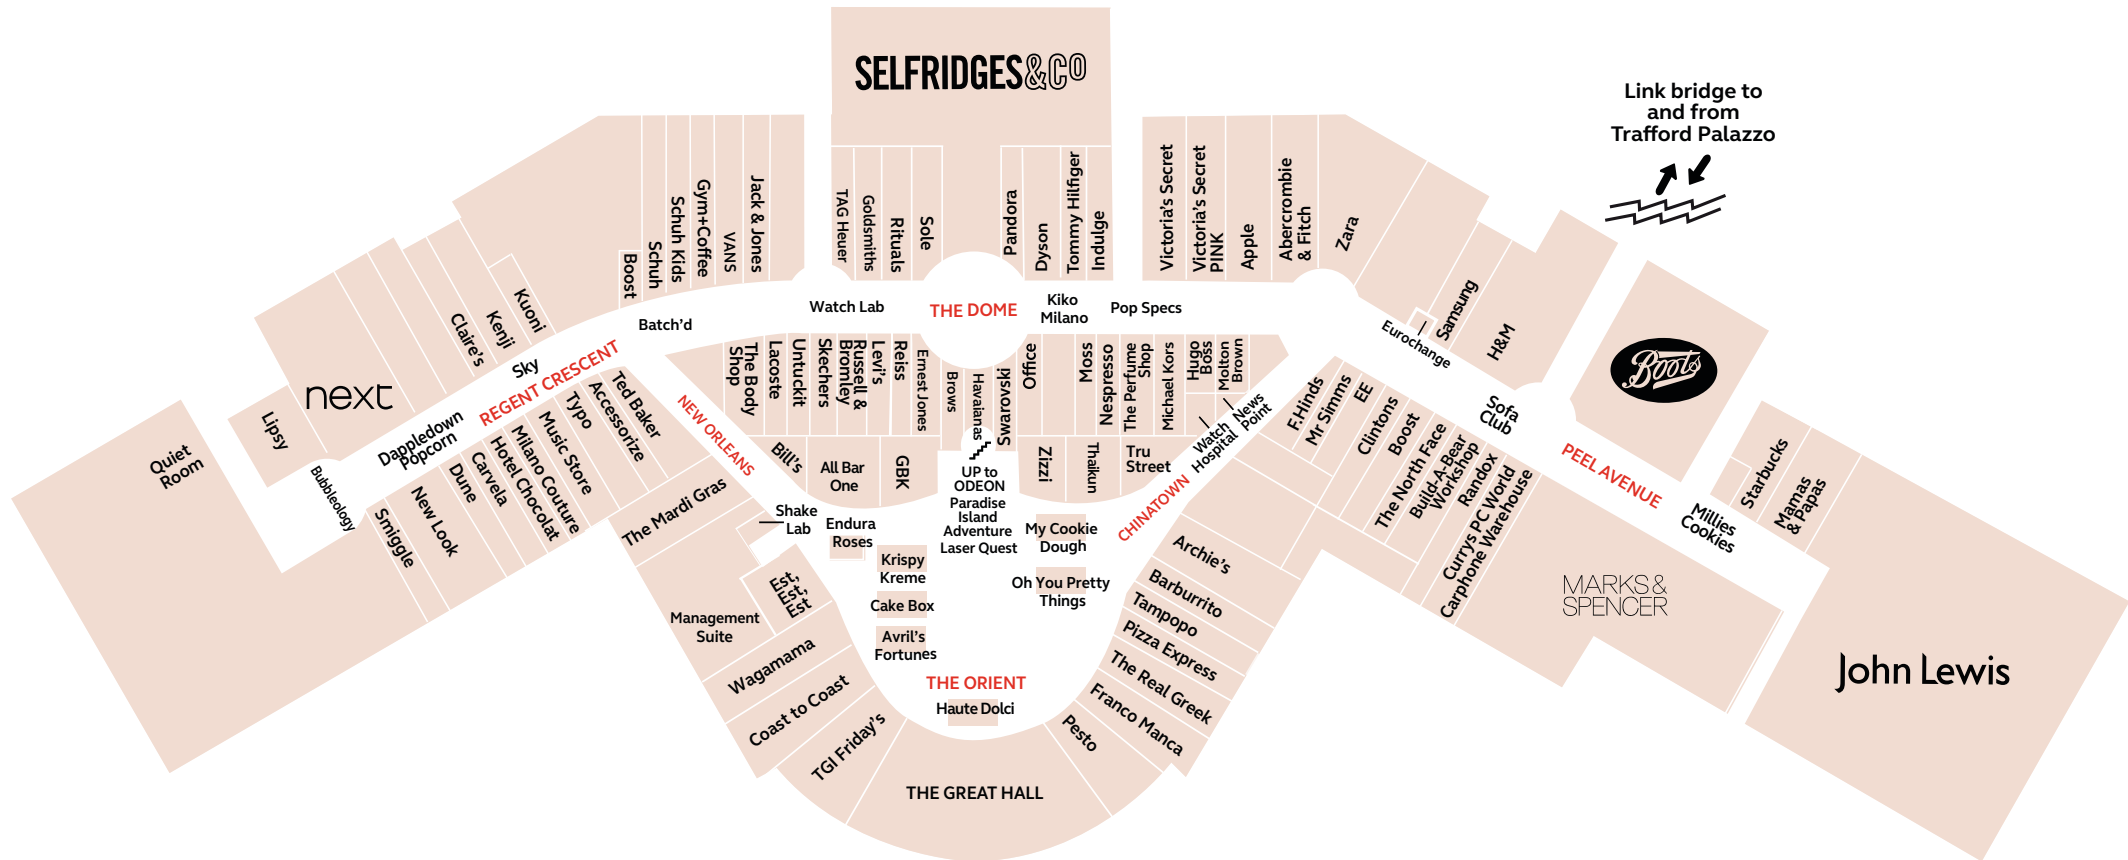 SELFRIDGES&CO
Link bridge to
and from
Trafford Palazzo
Quiet
Room
Lipsy
next
Bubbleology
Claire's
Kenji
Kuoni
Boost
Schuh
Schuh Kids
Gym+Coffee
VANS
Jack & Jones
TAG Heuer
Goldsmiths
Rituals
Sole
Pandora
Dyson
Tommy Hilfiger
Indulge
Victoria's Secret
Victoria's Secret
PINK
Apple
Abercrombie
& Fitch
Zara
Samsung
Eurochange
H&M
Boots
Starbucks
Mamas
& Papas
John Lewis
Dappledown
Popcorn
Sky
REGENT CRESCENT
Batch'd
Watch Lab
THE DOME
Kiko
Milano
Pop Specs
Sofa
Club
PEEL AVENUE
Millies
Cookies
Smiggle
New Look
Dune
Carvela
Hotel Chocolat
Milano Couture
Music Store
Typo
Accessorize
Ted Baker
NEW ORLEANS
The Body
Shop
Lacoste
Untuckit
Skechers
Russell &
Bromley
Levi's
Reiss
Ernest Jones
Brows
Havaianas
Swarovski
Office
Moss
Nespresso
The Perfume
Shop
Michael Kors
Hugo
Boss
Molton
Brown
News
Point
Watch
Hospital
CHINATOWN
F.Hinds
Mr Simms
EE
Clintons
Boost
The North Face
Build-A-Bear
Workshop
Randox
Currys PC World
Carphone Warehouse
MARKS &
SPENCER
Bill's
All Bar
One
GBK
UP to
ODEON
Paradise
Island
Adventure
Laser Quest
Zizzi
Thaikun
Tru
Street
The Mardi Gras
Shake
Lab
Endura
Roses
Krispy
Kreme
Cake Box
Avril's
Fortunes
My Cookie
Dough
Oh You Pretty
Things
Est,
Est,
Est
Management
Suite
Wagamama
Coast to Coast
TGI Friday's
THE ORIENT
Haute Dolci
THE GREAT HALL
Archie's
Barburrito
Tampopo
Pizza Express
The Real Greek
Franco Manca
Pesto